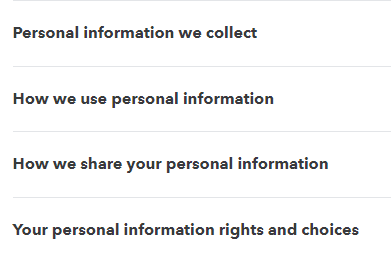 Personal information we collect
How we use personal information
How we share your personal information
Your personal information rights and choices